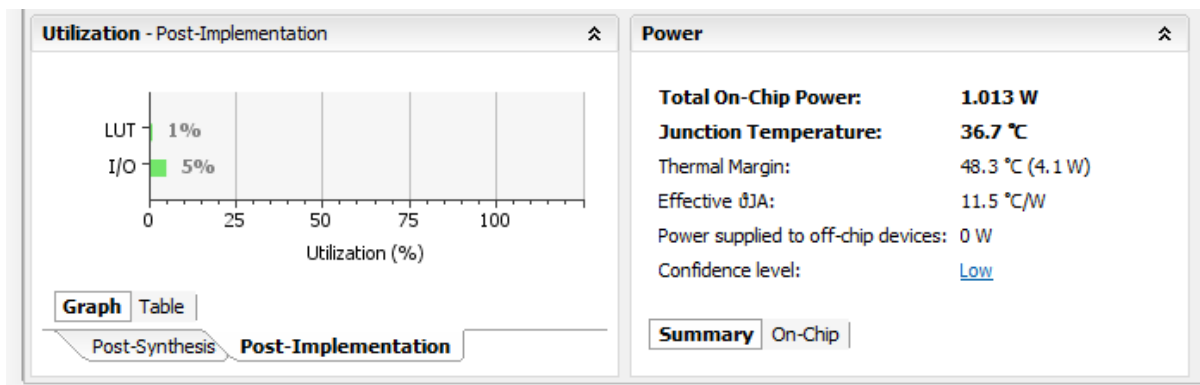 Utilization - Post-Implementation
LUT 1%
I/O 5%
0 25 50 75 100
Utilization (%)
Graph Table
Post-Synthesis Post-Implementation
Power
Total On-Chip Power: 1.013 W
Junction Temperature: 36.7 °C
Thermal Margin: 48.3 °C (4.1 W)
Effective ϑJA: 11.5 °C/W
Power supplied to off-chip devices: 0 W
Confidence level: Low
Summary On-Chip